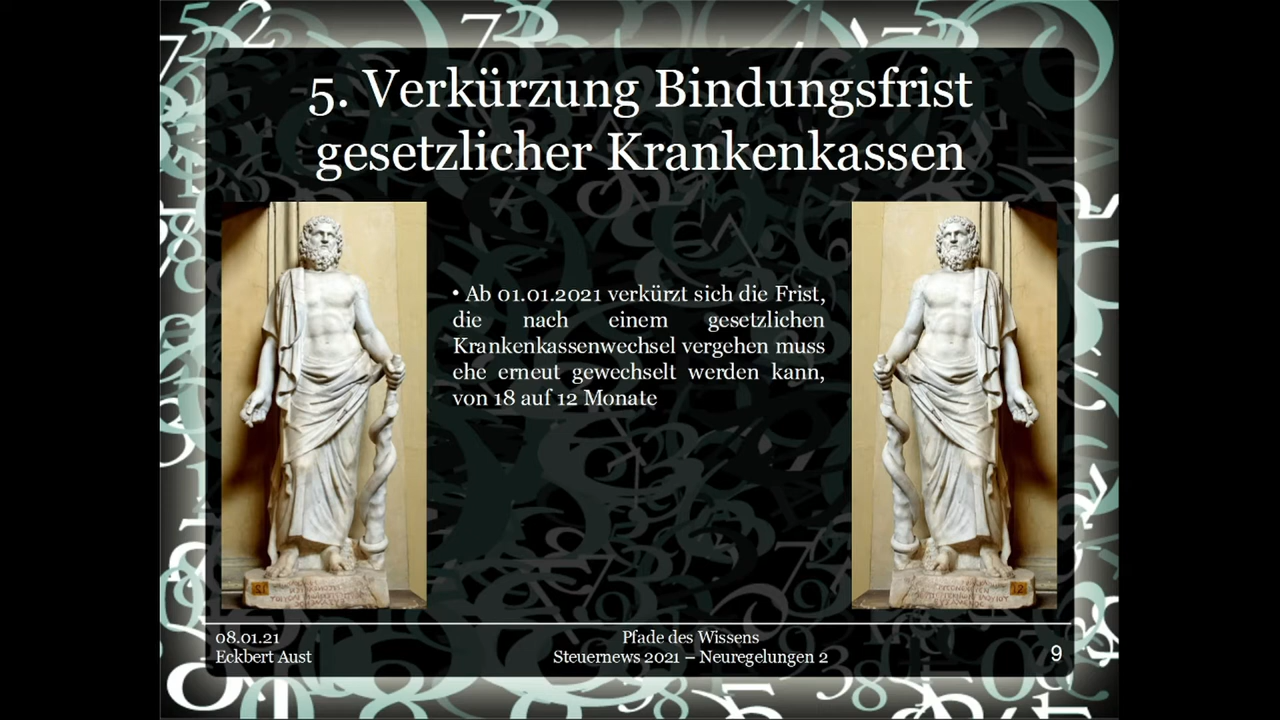 5. Verkürzung Bindungsfrist
gesetzlicher Krankenkassen
• Ab 01.01.2021 verkürzt sich die Frist,
die nach einem gesetzlichen
Krankenkassenwechsel vergehen muss
ehe erneut gewechselt werden kann,
von 18 auf 12 Monate
08.01.21
Eckbert Aust
Pfade des Wissens
Steuernews 2021 – Neuregelungen 2
9